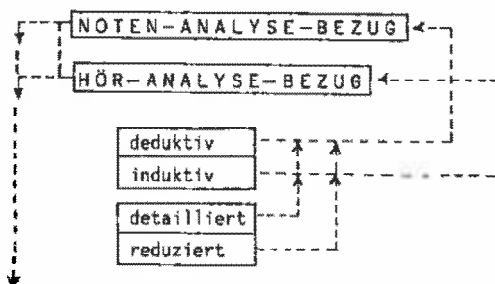 NOTEN-ANALYSE-BEZUG
HÖR-ANALYSE-BEZUG
deduktiv
induktiv
detailliert
reduziert